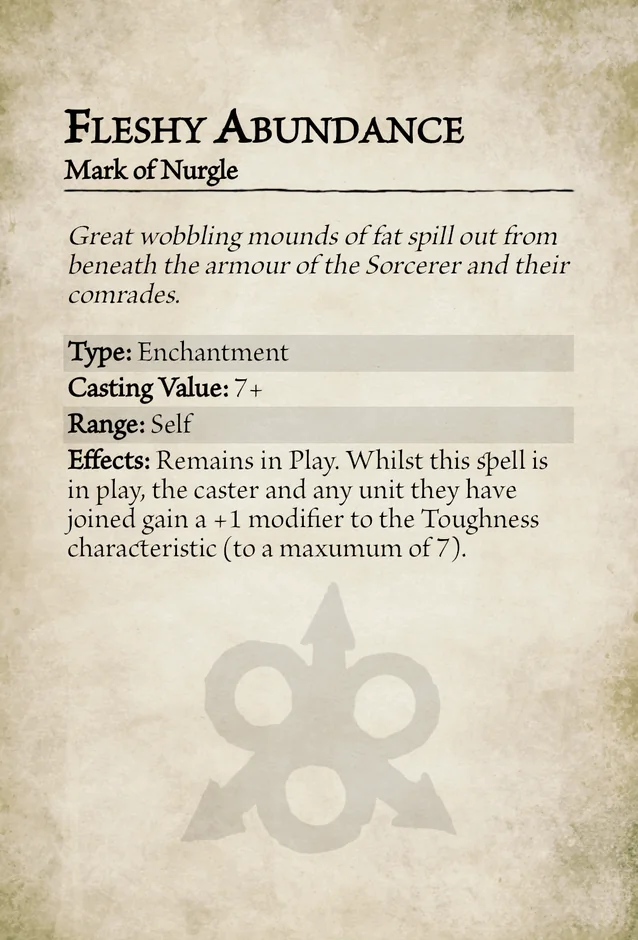 Fleshy Abundance
Mark of Nurgle
Great wobbling mounds of fat spill out from
beneath the armour of the Sorcerer and their
comrades.
Type: Enchantment
Casting Value: 7+
Range: Self
Effects: Remains in Play. Whilst this spell is
in play, the caster and any unit they have
joined gain a +1 modifier to the Toughness
characteristic (to a maxumum of 7).